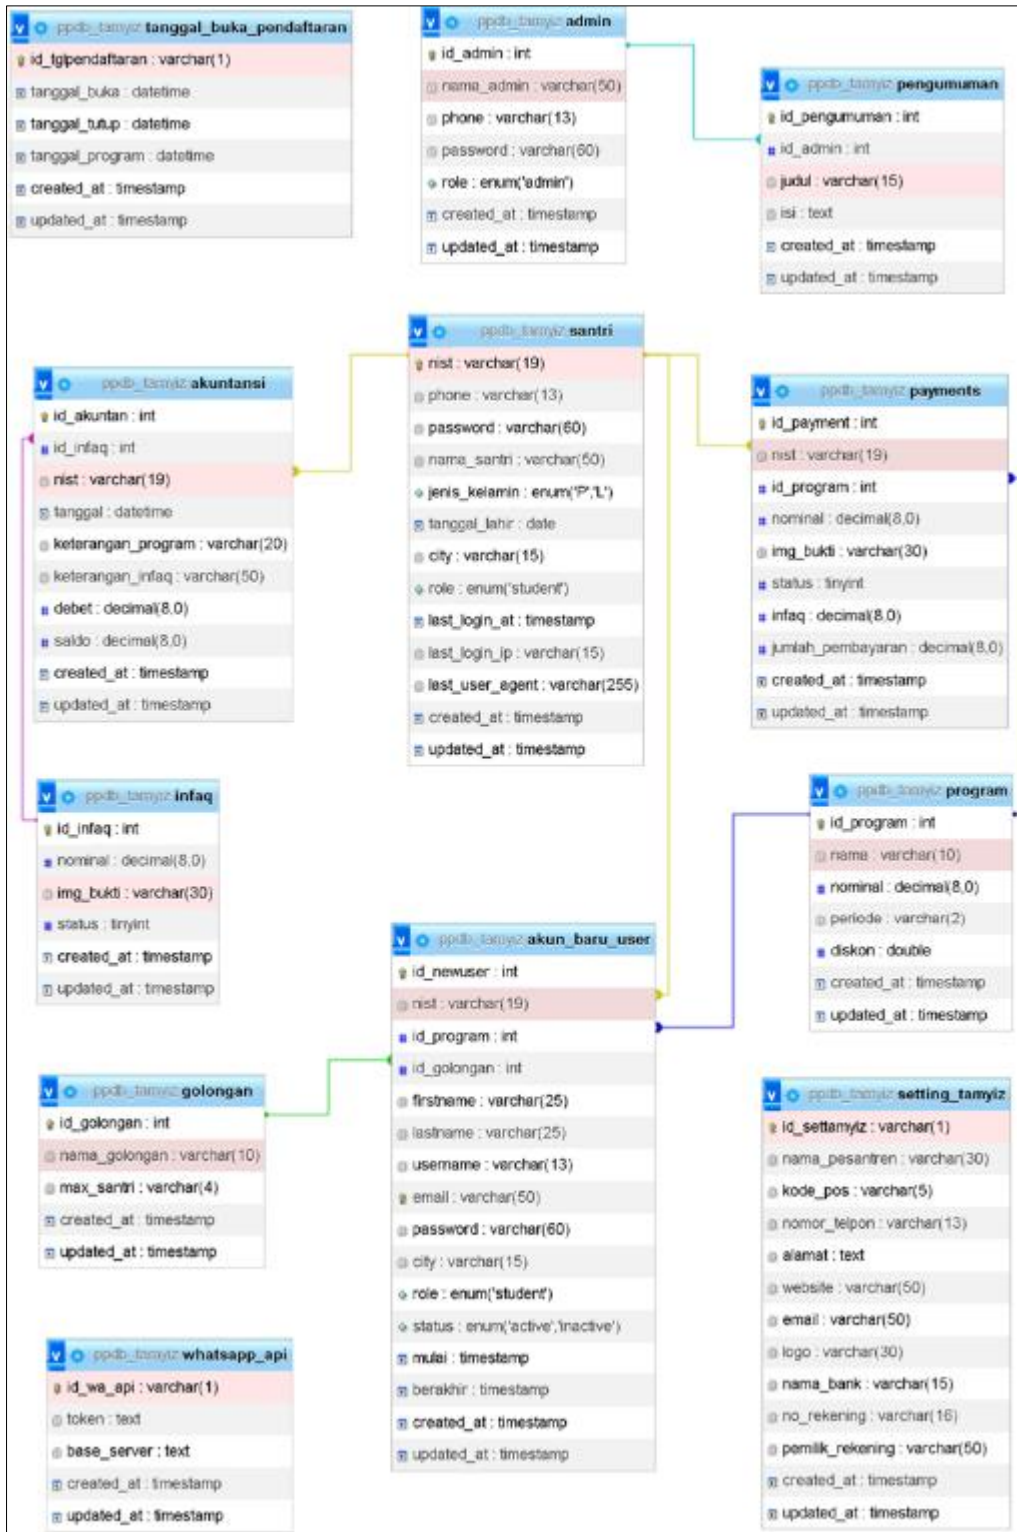 ppdb_tamyiz tanggal_buka_pendaftaran
id_tglpendaftaran : varchar(1)
tanggal_buka : datetime
tanggal_tutup : datetime
tanggal_program : datetime
created_at : timestamp
updated_at : timestamp
ppdb_tamyiz admin
id_admin : int
nama_admin : varchar(50)
phone : varchar(13)
password : varchar(60)
role : enum('admin')
created_at : timestamp
updated_at : timestamp
ppdb_tamyiz pengumuman
id_pengumuman : int
id_admin : int
judul : varchar(15)
isi : text
created_at : timestamp
updated_at : timestamp
ppdb_tamyiz akuntansi
id_akuntan : int
id_infaq : int
nist : varchar(19)
tanggal : datetime
keterangan_program : varchar(20)
keterangan_infaq : varchar(50)
debet : decimal(8,0)
saldo : decimal(8,0)
created_at : timestamp
updated_at : timestamp
ppdb_tamyiz santri
nist : varchar(19)
phone : varchar(13)
password : varchar(60)
nama_santri : varchar(50)
jenis_kelamin : enum('P','L')
tanggal_lahir : date
city : varchar(15)
role : enum('student')
last_login_at : timestamp
last_login_ip : varchar(15)
last_user_agent : varchar(255)
created_at : timestamp
updated_at : timestamp
ppdb_tamyiz payments
id_payment : int
nist : varchar(19)
id_program : int
nominal : decimal(8,0)
img_bukti : varchar(30)
status : tinyint
infaq : decimal(8,0)
jumlah_pembayaran : decimal(8,0)
created_at : timestamp
updated_at : timestamp
ppdb_tamyiz infaq
id_infaq : int
nominal : decimal(8,0)
img_bukti : varchar(30)
status : tinyint
created_at : timestamp
updated_at : timestamp
ppdb_tamyiz program
id_program : int
nama : varchar(10)
nominal : decimal(8,0)
periode : varchar(2)
diskon : double
created_at : timestamp
updated_at : timestamp
ppdb_tamyiz akun_baru_user
id_newuser : int
nist : varchar(19)
id_program : int
id_golongan : int
firstname : varchar(25)
lastname : varchar(25)
username : varchar(13)
email : varchar(50)
password : varchar(60)
city : varchar(15)
role : enum('student')
status : enum('active','inactive')
mulai : timestamp
berakhir : timestamp
created_at : timestamp
updated_at : timestamp
ppdb_tamyiz golongan
id_golongan : int
nama_golongan : varchar(10)
max_santri : varchar(4)
created_at : timestamp
updated_at : timestamp
ppdb_tamyiz setting_tamyiz
id_settamyiz : varchar(1)
nama_pesantren : varchar(30)
kode_pos : varchar(5)
nomor_telpon : varchar(13)
alamat : text
website : varchar(50)
email : varchar(50)
logo : varchar(30)
nama_bank : varchar(15)
no_rekening : varchar(16)
pemilik_rekening : varchar(50)
created_at : timestamp
updated_at : timestamp
ppdb_tamyiz whatsapp_api
id_wa_api : varchar(1)
token : text
base_server : text
created_at : timestamp
updated_at : timestamp